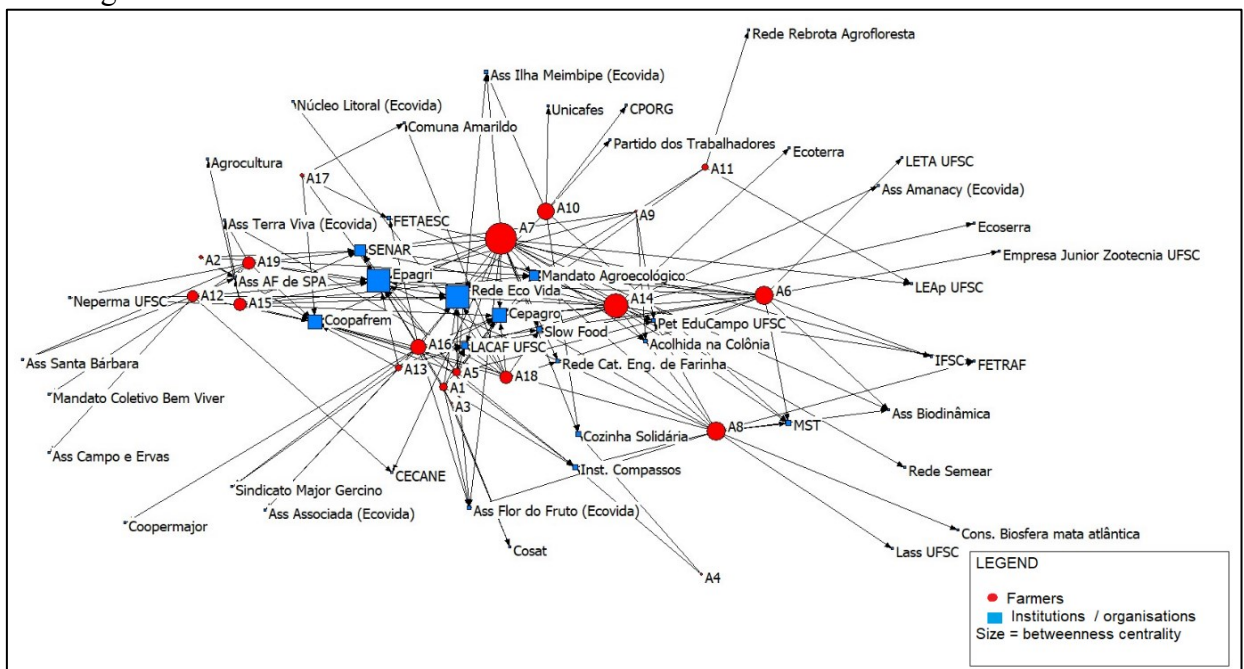 Rede Rebrota Agrofloresta
Ass Ilha Meimbipe (Ecovida)
Núcleo Litoral (Ecovida)
Unicafes
CPORG
Comuna Amarildo
Partido dos Trabalhadores
Agrocultura
Ecoterra
LETA UFSC
A17
A11
Ass Amanacy (Ecovida)
Ass Terra Viva (Ecovida)
FETAESC
A10
A9
A7
Ecoserra
SENAR
A2
A19
Epagri
Mandato Agroecológico
Empresa Junior Zootecnia UFSC
Ass AF de SPA
Rede Eco Vida
LEAp UFSC
Neperma UFSC
A12
A15
A14
A6
Coopafrem
Cepagro
Slow Food
Pet EduCampo UFSC
Acolhida na Colônia
A16
LACAF UFSC
Rede Cat. Eng. de Farinha
IFSC
FETRAF
Ass Santa Bárbara
A13
A5
A18
A1
A3
Mandato Coletivo Bem Viver
Ass Biodinâmica
MST
A8
Cozinha Solidária
Ass Campo e Ervas
CECANE
Inst. Compassos
Rede Semear
Sindicato Major Gercino
Ass Associada (Ecovida)
Ass Flor do Fruto (Ecovida)
Coopermajor
Cosat
Cons. Biosfera mata atlântica
Lass UFSC
A4
LEGEND
Farmers
Institutions / organisations
Size = betweenness centrality